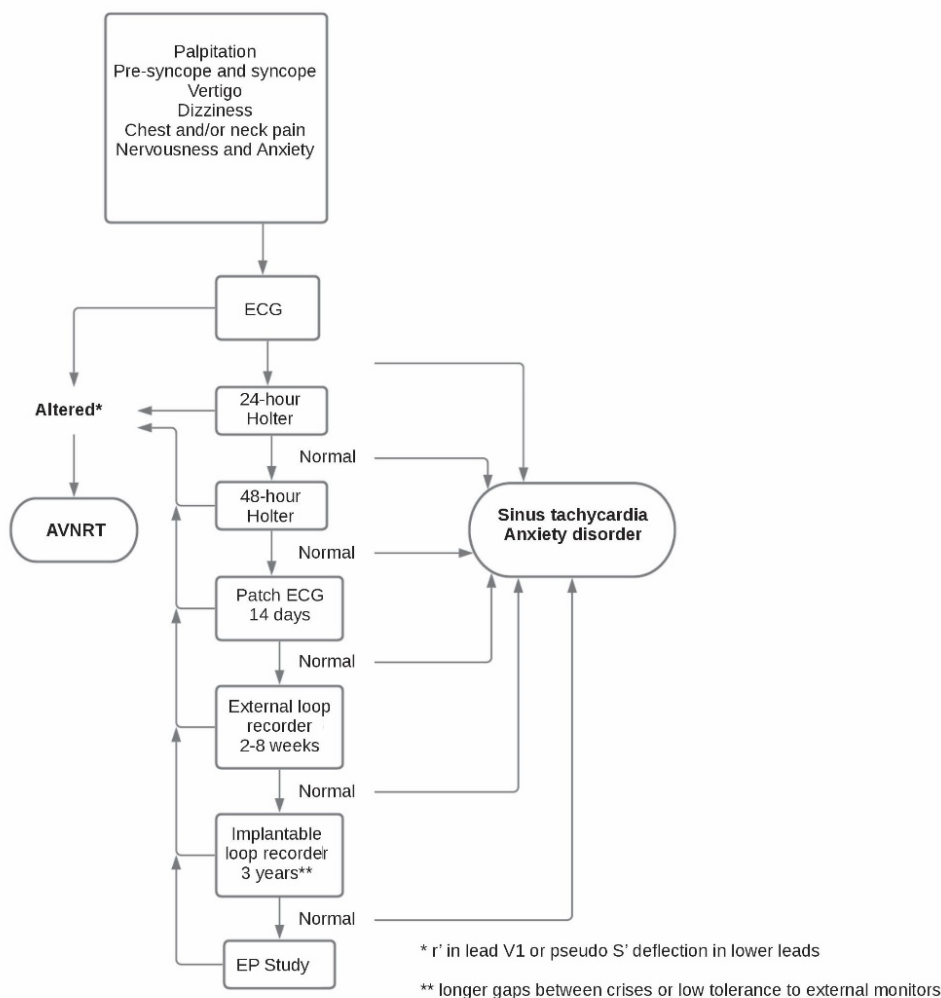 Palpitation
Pre-syncope and syncope
Vertigo
Dizziness
Chest and/or neck pain
Nervousness and Anxiety
ECG
Altered*
24-hour
Holter
Normal
AVNRT
48-hour
Holter
Sinus tachycardia
Anxiety disorder
Normal
Patch ECG
14 days
Normal
External loop
recorder
2-8 weeks
Normal
Implantable
loop recorder
3 years**
Normal
EP Study
* r’ in lead V1 or pseudo S’ deflection in lower leads
** longer gaps between crises or low tolerance to external monitors